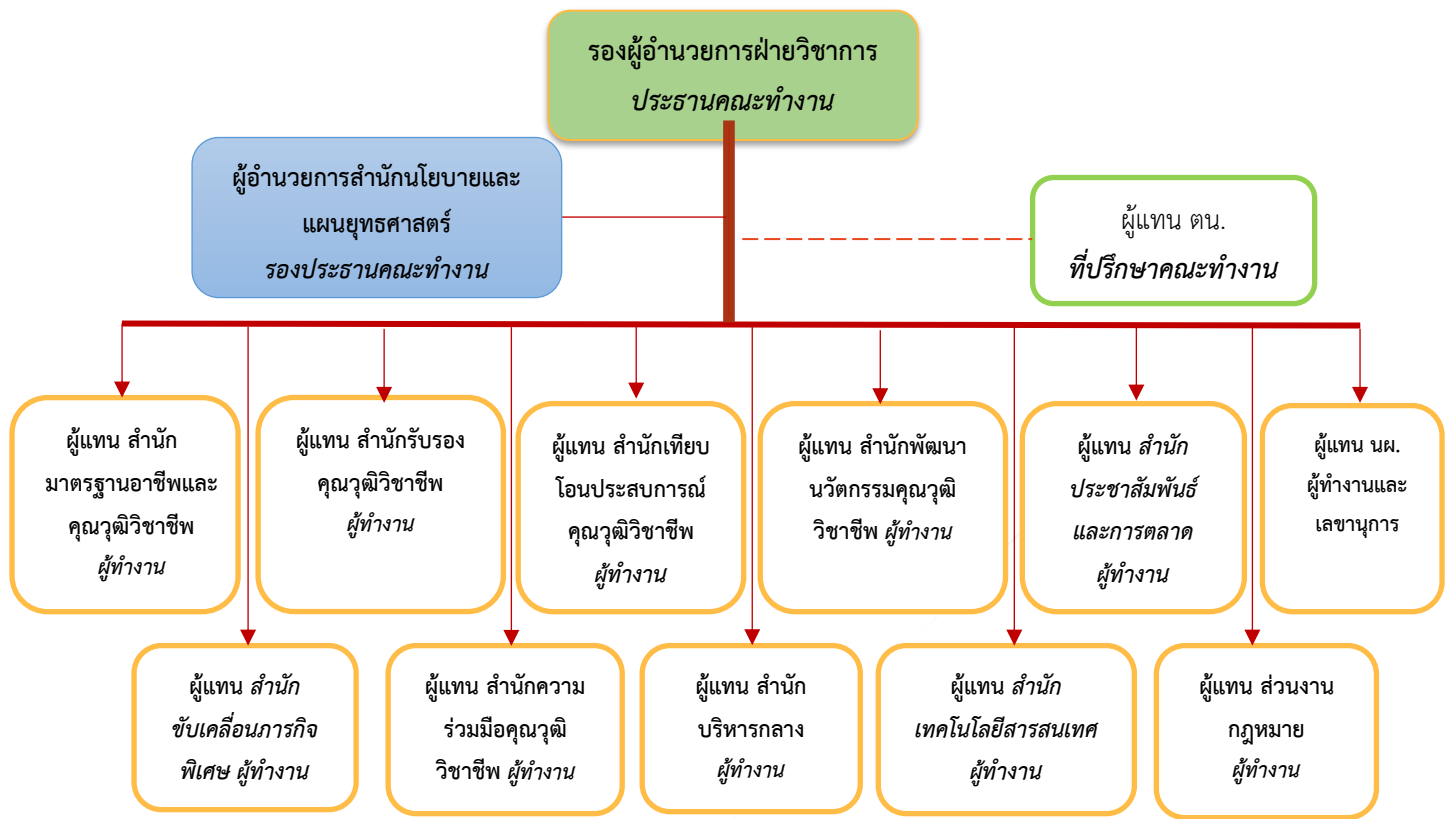 รองผู้อำนวยการฝ่ายวิชาการ
ประธานคณะทำงาน
ผู้อำนวยการสำนักนโยบายและ
แผนยุทธศาสตร์
รองประธานคณะทำงาน
ผู้แทน ตน.
ที่ปรึกษาคณะทำงาน
ผู้แทน สำนัก
มาตรฐานอาชีพและ
คุณวุฒิวิชาชีพ
ผู้ทำงาน
ผู้แทน สำนักรับรอง
คุณวุฒิวิชาชีพ
ผู้ทำงาน
ผู้แทน สำนักเทียบ
โอนประสบการณ์
คุณวุฒิวิชาชีพ
ผู้ทำงาน
ผู้แทน สำนักพัฒนา
นวัตกรรมคุณวุฒิ
วิชาชีพ ผู้ทำงาน
ผู้แทน สำนัก
ประชาสัมพันธ์
และการตลาด
ผู้ทำงาน
ผู้แทน นผ.
ผู้ทำงานและ
เลขานุการ
ผู้แทน สำนัก
ขับเคลื่อนภารกิจ
พิเศษ ผู้ทำงาน
ผู้แทน สำนักความ
ร่วมมือคุณวุฒิ
วิชาชีพ ผู้ทำงาน
ผู้แทน สำนัก
บริหารกลาง
ผู้ทำงาน
ผู้แทน สำนัก
เทคโนโลยีสารสนเทศ
ผู้ทำงาน
ผู้แทน ส่วนงาน
กฎหมาย
ผู้ทำงาน